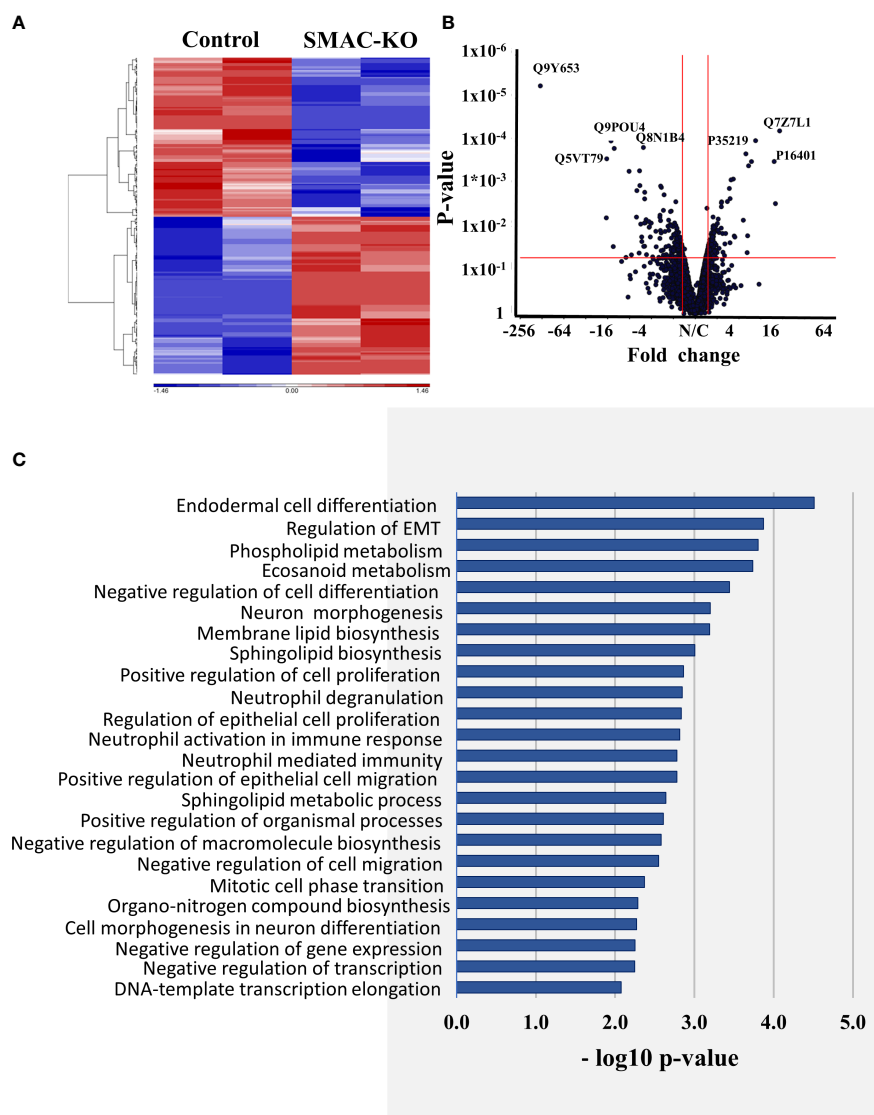 A
Control SMAC-KO
-1.46 0.00 1.46
B
P-value
1x10-6
1x10-5
1x10-4
1*10-3
1x10-2
1x10-1
1
Q9Y653
Q9POU4
Q8N1B4
Q5VT79
P35219
Q7Z7L1
P16401
-256 -64 -16 -4 N/C 4 16 64
Fold change
C
Endodermal cell differentiation
Regulation of EMT
Phospholipid metabolism
Ecosanoid metabolism
Negative regulation of cell differentiation
Neuron morphogenesis
Membrane lipid biosynthesis
Sphingolipid biosynthesis
Positive regulation of cell proliferation
Neutrophil degranulation
Regulation of epithelial cell proliferation
Neutrophil activation in immune response
Neutrophil mediated immunity
Positive regulation of epithelial cell migration
Sphingolipid metabolic process
Positive regulation of organismal processes
Negative regulation of macromolecule biosynthesis
Negative regulation of cell migration
Mitotic cell phase transition
Organo-nitrogen compound biosynthesis
Cell morphogenesis in neuron differentiation
Negative regulation of gene expression
Negative regulation of transcription
DNA-template transcription elongation
0.0 1.0 2.0 3.0 4.0 5.0
- log10 p-value